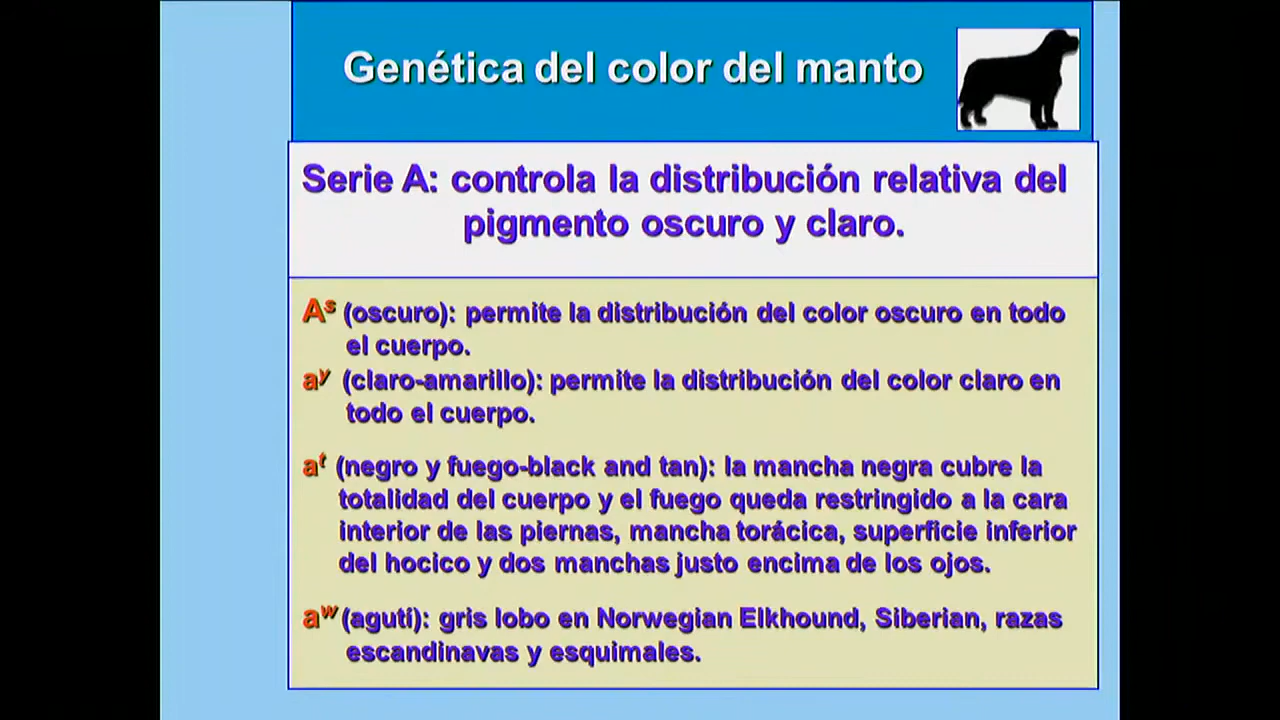 Genética del color del manto
Serie A: controla la distribución relativa del
pigmento oscuro y claro.
Aˢ (oscuro): permite la distribución del color oscuro en todo
el cuerpo.
aʸ (claro-amarillo): permite la distribución del color claro en
todo el cuerpo.
aᵗ (negro y fuego-black and tan): la mancha negra cubre la
totalidad del cuerpo y el fuego queda restringido a la cara
interior de las piernas, mancha torácica, superficie inferior
del hocico y dos manchas justo encima de los ojos.
aʷ (agutí): gris lobo en Norwegian Elkhound, Siberian, razas
escandinavas y esquimales.